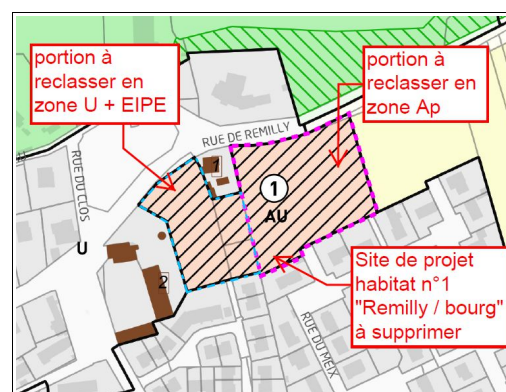 portion à
reclasser en
zone U + EIPE
portion à
reclasser en
zone Ap
RUE DE REMILLY
1
1
AU
RUE DU CLOS
U
2
Site de projet
habitat n°1
"Remilly / bourg"
à supprimer
RUE DU MEIX